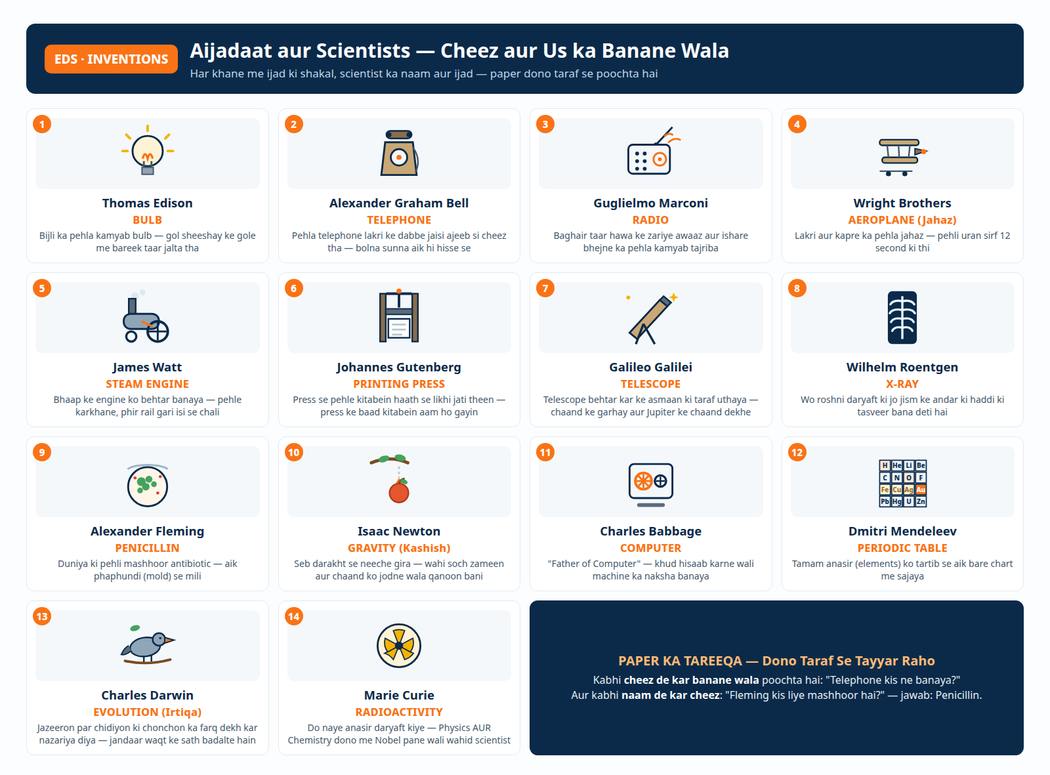 EDS · INVENTIONS
Aijadaat aur Scientists — Cheez aur Us ka Banane Wala
Har khane me ijad ki shakal, scientist ka naam aur ijad — paper dono taraf se poochta hai
1
Thomas Edison
BULB
Bijli ka pehla kamyab bulb — gol sheeshay ke gole
me bareek taar jalta tha
2
Alexander Graham Bell
TELEPHONE
Pehla telephone lakri ke dabbe jaisi ajeeb si cheez
tha — bolna sunna aik hi hisse se
3
Guglielmo Marconi
RADIO
Baghair taar hawa ke zariye awaaz aur ishare
bhejne ka pehla kamyab tajriba
4
Wright Brothers
AEROPLANE (Jahaz)
Lakri aur kapre ka pehla jahaz — pehli uran sirf 12
second ki thi
5
James Watt
STEAM ENGINE
Bhaap ke engine ko behtar banaya — pehle
karkhane, phir rail gari isi se chali
6
Johannes Gutenberg
PRINTING PRESS
Press se pehle kitabein haath se likhi jati theen —
press ke baad kitabein aam ho gayin
7
Galileo Galilei
TELESCOPE
Telescope behtar kar ke asmaan ki taraf uthaya —
chaand ke garhay aur Jupiter ke chaand dekhe
8
Wilhelm Roentgen
X-RAY
Wo roshni daryaft ki jo jism ke andar ki haddi ki
tasveer bana deti hai
9
Alexander Fleming
PENICILLIN
Duniya ki pehli mashhoor antibiotic — aik
phaphundi (mold) se mili
10
Isaac Newton
GRAVITY (Kashish)
Seb darakht se neeche gira — wahi soch zameen
aur chaand ko jodne wala qanoon bani
11
Charles Babbage
COMPUTER
"Father of Computer" — khud hisaab karne wali
machine ka naksha banaya
12
H He Li Be
C N O F
Fe Cu Ag Au
Pb Hg U Zn
Dmitri Mendeleev
PERIODIC TABLE
Tamam anasir (elements) ko tartib se aik bare chart
me sajaya
13
Charles Darwin
EVOLUTION (Irtiqa)
Jazeeron par chidiyon ki chonchon ka farq dekh kar
nazariya diya — jandaar waqt ke sath badalte hain
14
Marie Curie
RADIOACTIVITY
Do naye anasir daryaft kiye — Physics AUR
Chemistry dono me Nobel pane wali wahid scientist
PAPER KA TAREEQA — Dono Taraf Se Tayyar Raho
Kabhi cheez de kar banane wala poochta hai: "Telephone kis ne banaya?"
Aur kabhi naam de kar cheez: "Fleming kis liye mashhoor hai?" — jawab: Penicillin.